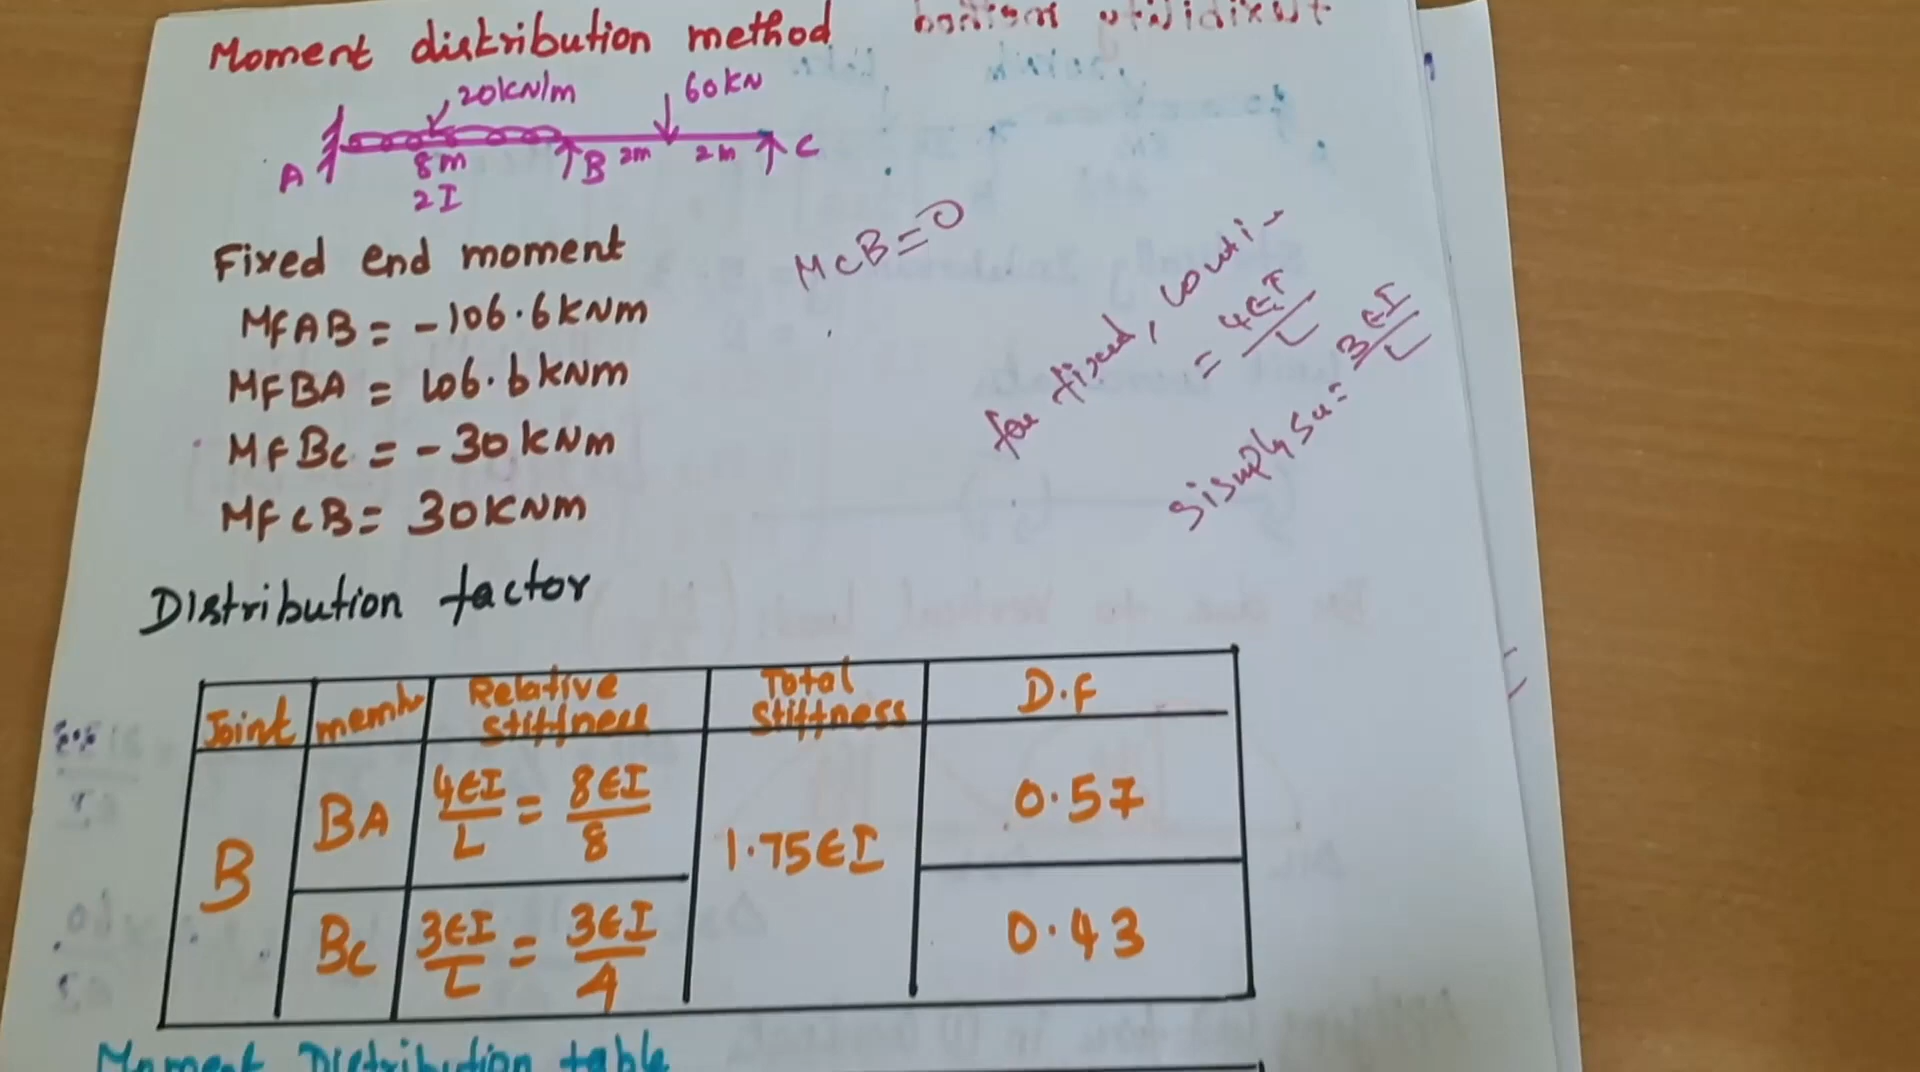 Moment distribution method
20kN/m
60KN
A
8m
B
2m
2m
C
2I
Fixed end moment
MFAB = -106.6KNm
MFBA = 106.6KNm
MFBC = -30KNm
MFCB = 30KNm
MCB=0
for fixed, conti-
= 4EI/L
simply su= 3EI/L
Distribution factor
Joint
Relative stiffness
Total stiffness
D.F
B
BA
4EI/L = 8EI/8
1.75EI
0.57
BC
3EI/L = 3EI/4
0.43
Moment Distribution table